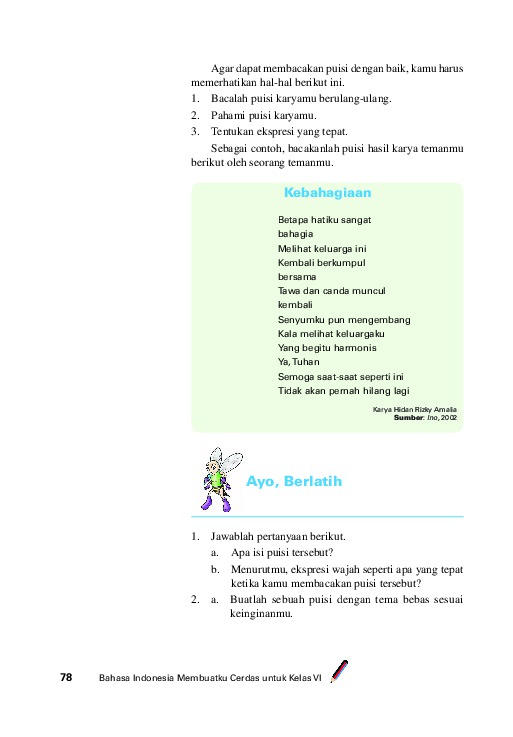 Agar dapat membacakan puisi dengan baik, kamu harus
memerhatikan hal-hal berikut ini.
1. Bacalah puisi karyamu berulang-ulang.
2. Pahami puisi karyamu.
3. Tentukan ekspresi yang tepat.
Sebagai contoh, bacakanlah puisi hasil karya temanmu
berikut oleh seorang temanmu.
Kebahagiaan
Betapa hatiku sangat
bahagia
Melihat keluarga ini
Kembali berkumpul
bersama
Tawa dan canda muncul
kembali
Senyumku pun mengembang
Kala melihat keluargaku
Yang begitu harmonis
Ya, Tuhan
Semoga saat-saat seperti ini
Tidak akan pernah hilang lagi
Karya Hidan Rizky Amalia
Sumber: Ino, 2002
Ayo, Berlatih
1. Jawablah pertanyaan berikut.
a. Apa isi puisi tersebut?
b. Menurutmu, ekspresi wajah seperti apa yang tepat
ketika kamu membacakan puisi tersebut?
2. a. Buatlah sebuah puisi dengan tema bebas sesuai
keinginanmu.
78 Bahasa Indonesia Membuatku Cerdas untuk Kelas VI